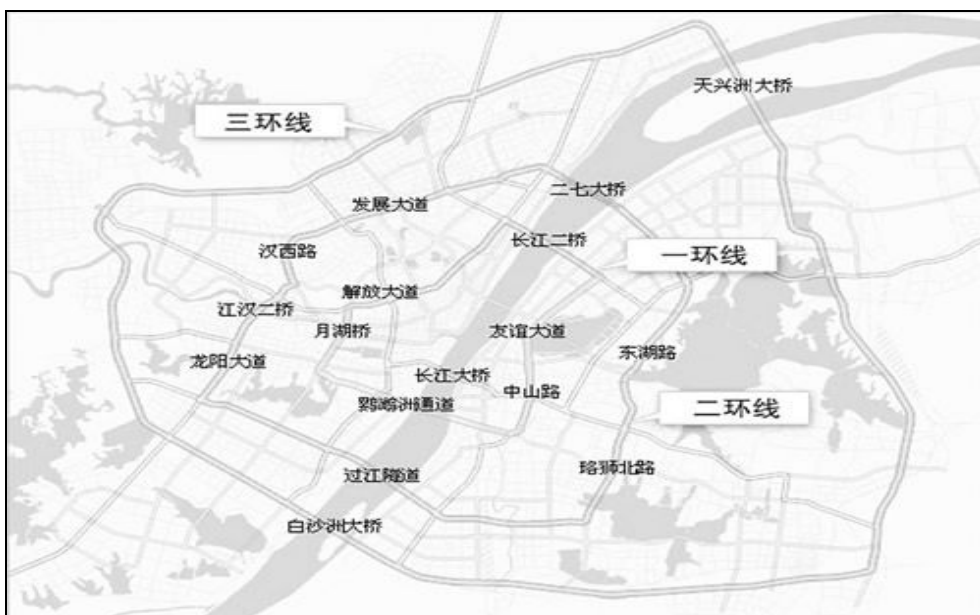 天兴洲大桥
三环线
二七大桥
发展大道
长江二桥
汉西路
一环线
解放大道
江汉二桥
月湖桥
友谊大道
东湖路
龙阳大道
长江大桥
中山路
鹦鹉洲通道
二环线
过江隧道
珞狮北路
白沙洲大桥